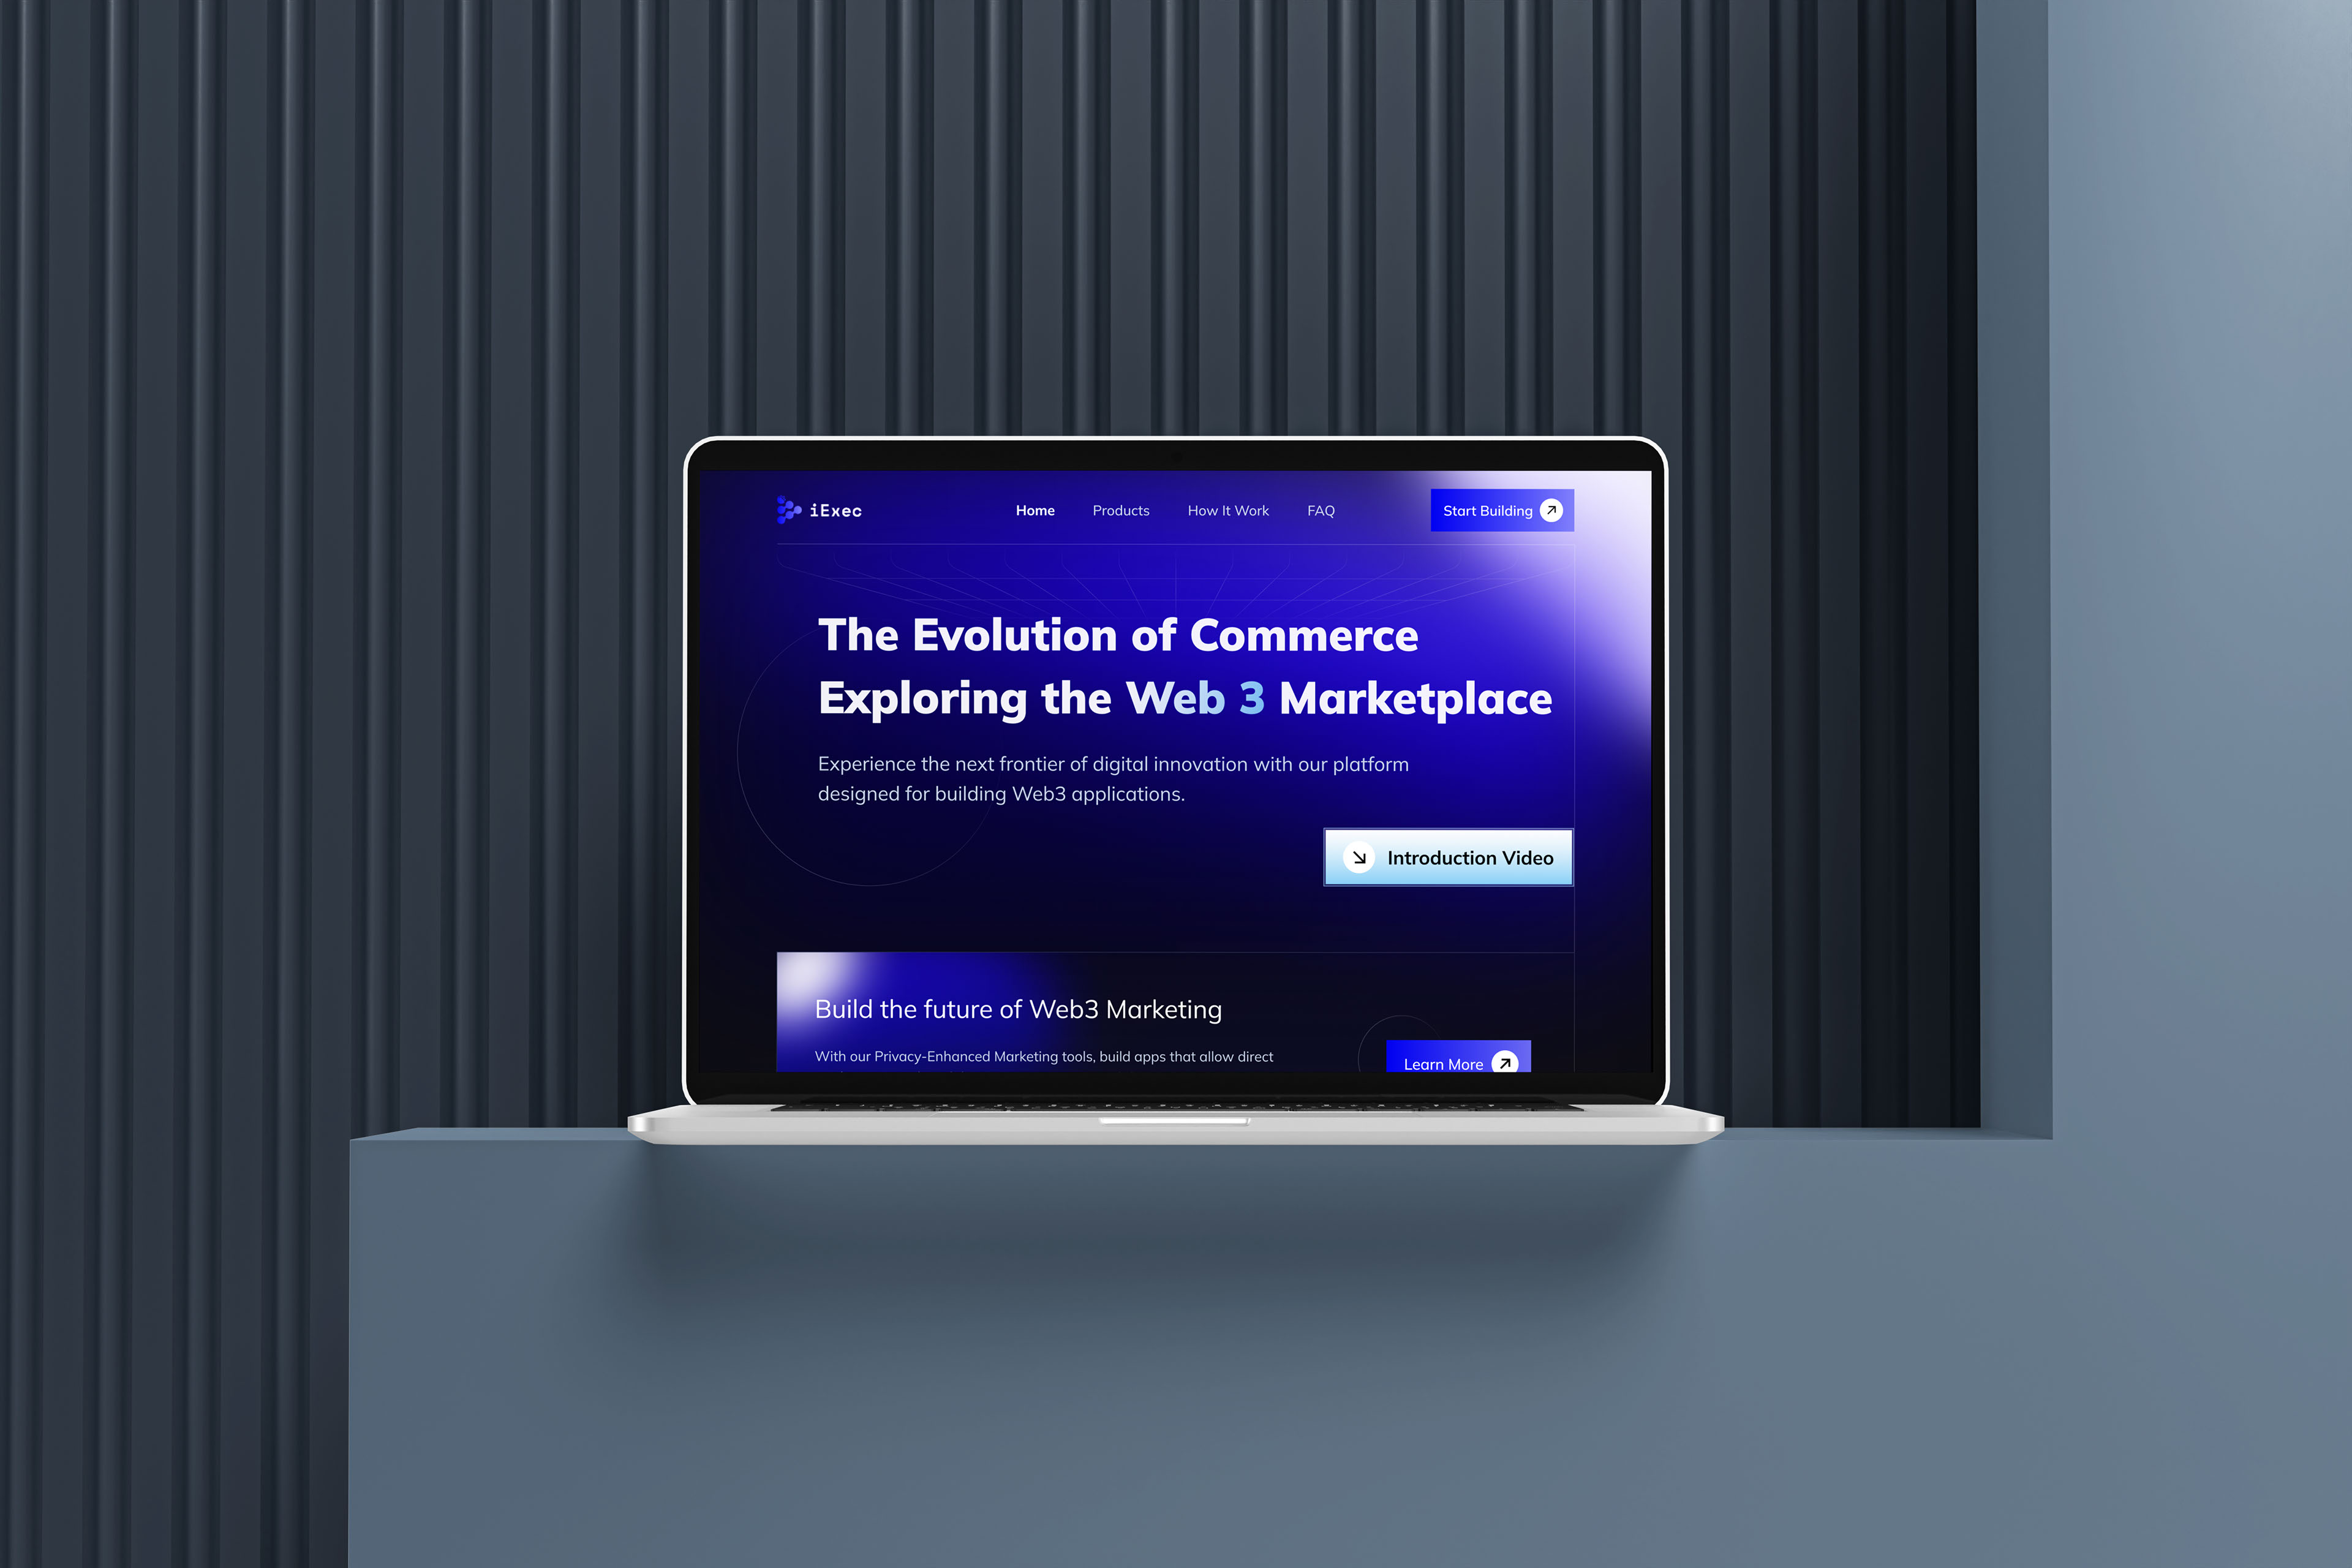 iExec
Home
Products
How It Work
FAQ
Start Building
The Evolution of Commerce
Exploring the Web 3 Marketplace
Experience the next frontier of digital innovation with our platform
designed for building Web3 applications.
Introduction Video
Build the future of Web3 Marketing
With our Privacy-Enhanced Marketing tools, build apps that allow direct
Learn More